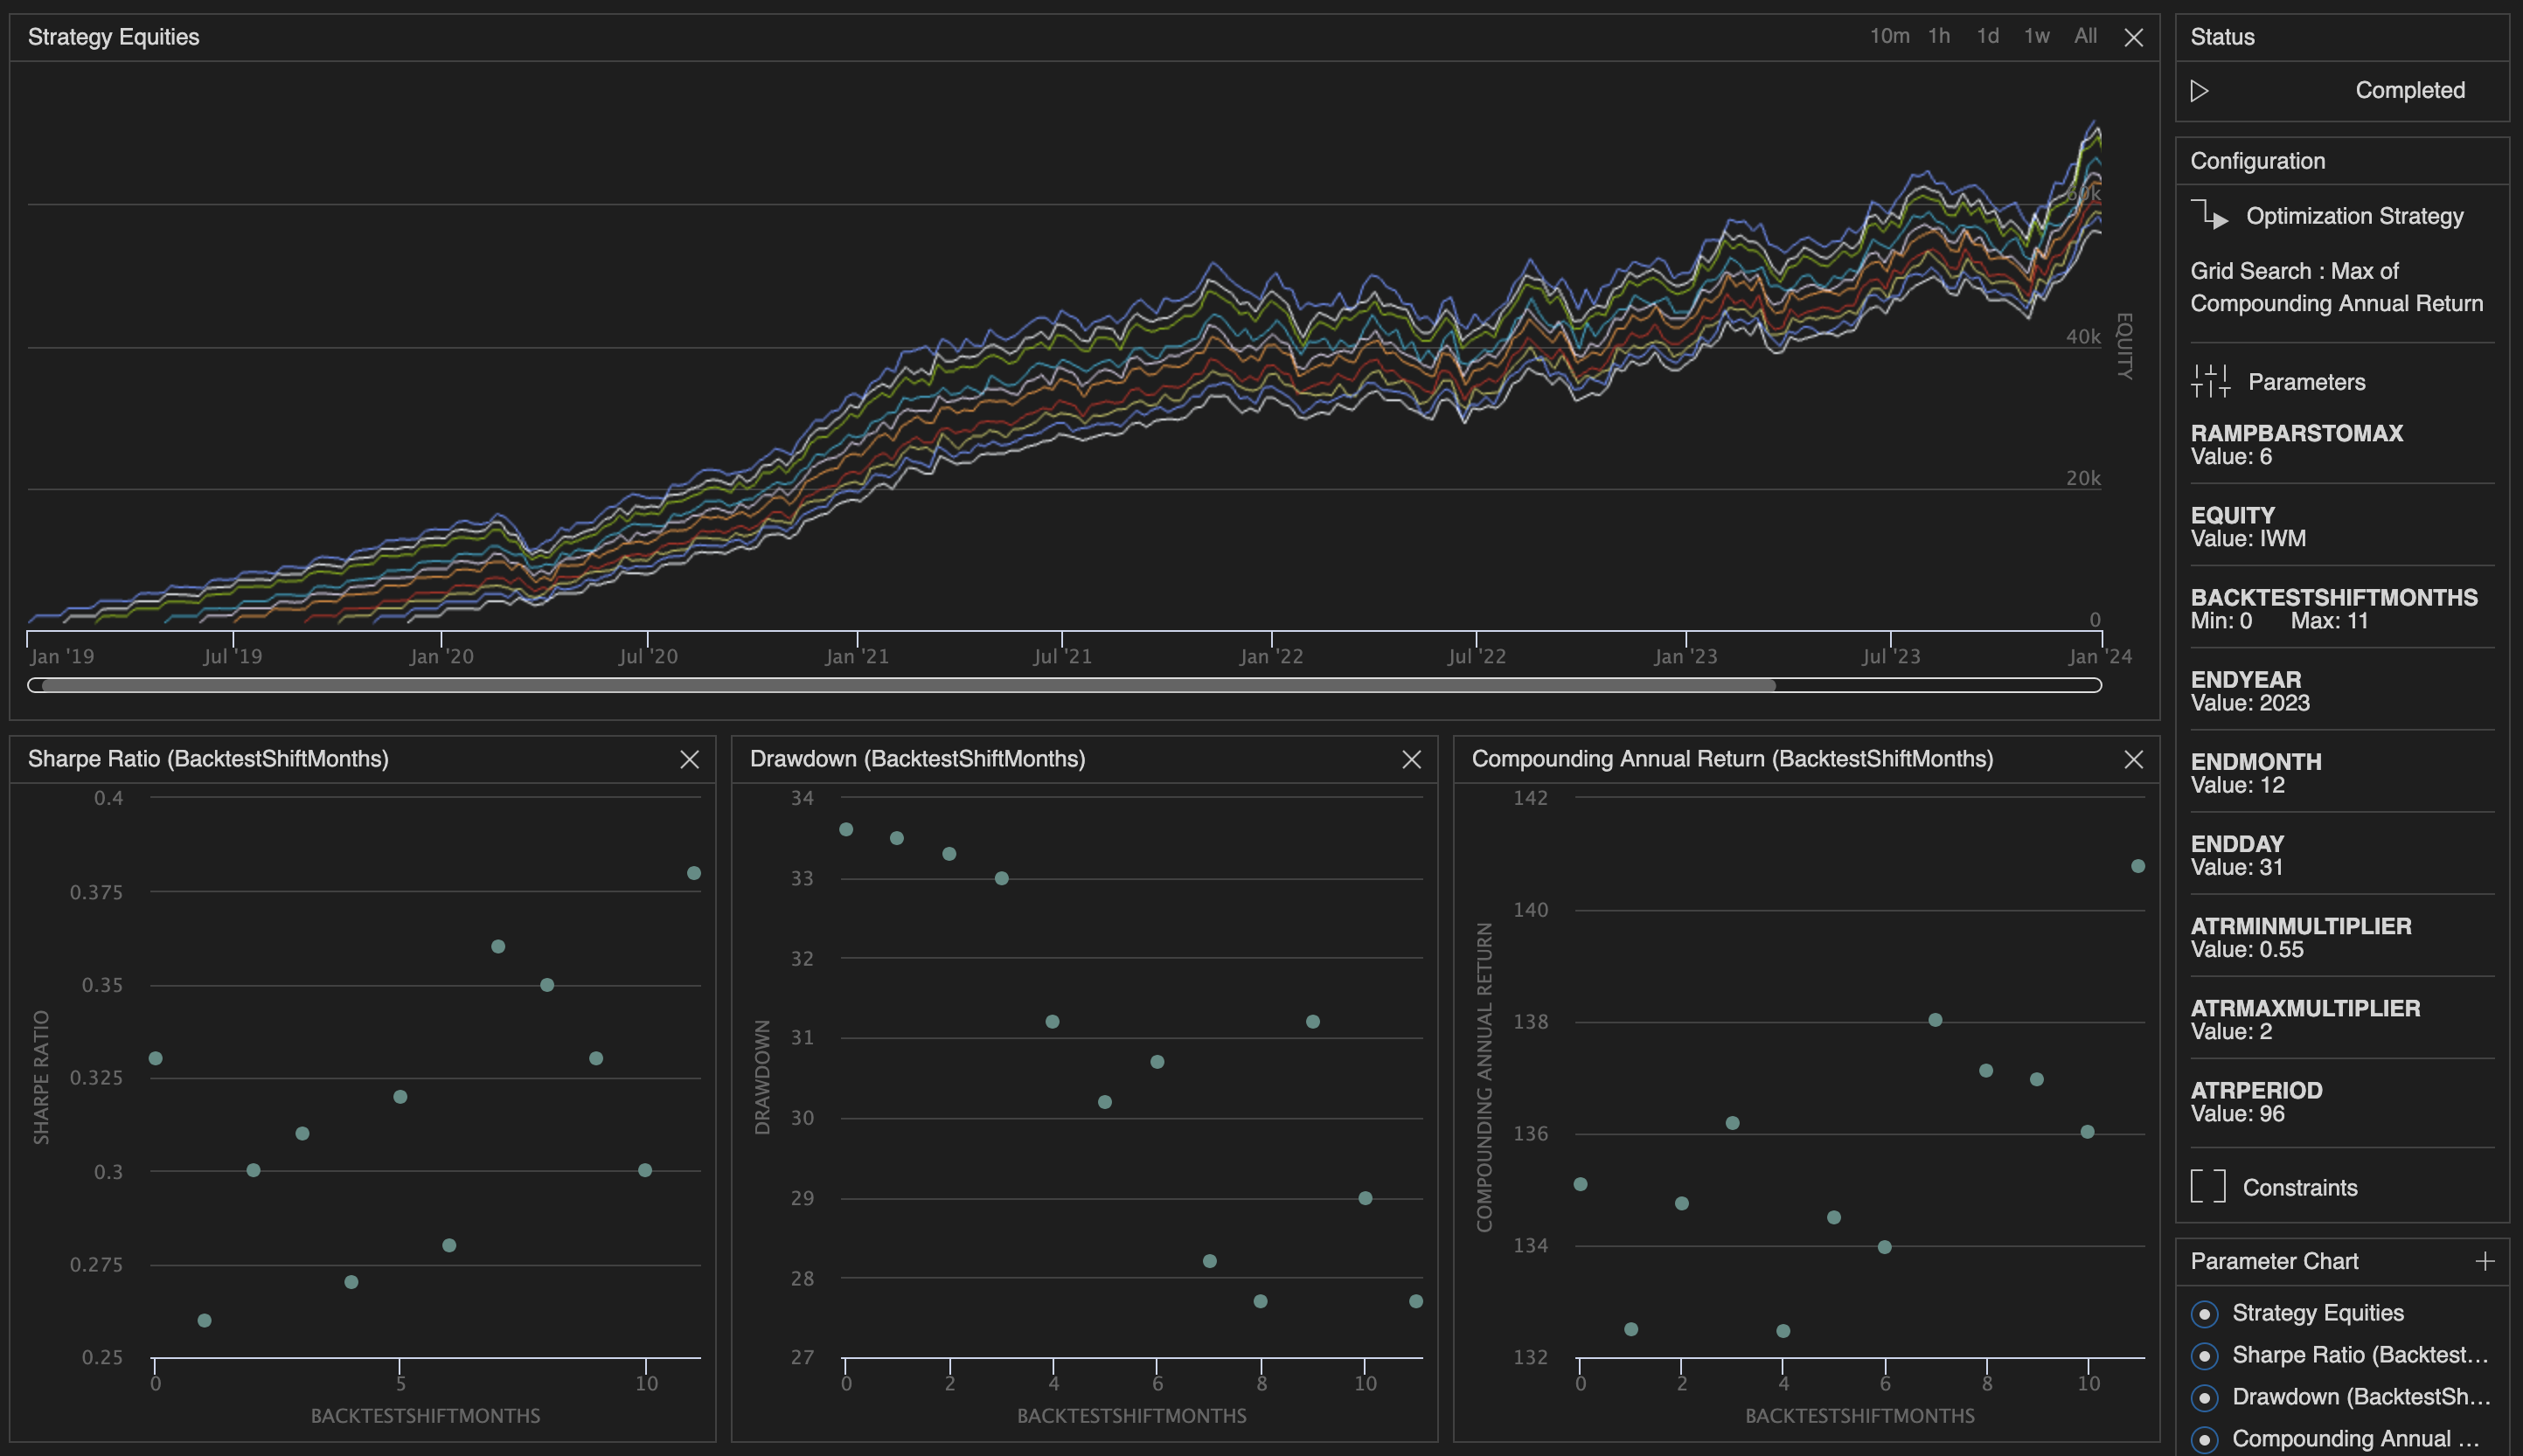 Strategy Equities
10m 1h 1d 1w All
60k
40k
20k
0
EQUITY
Jan '19 Jul '19 Jan '20 Jul '20 Jan '21 Jul '21 Jan '22 Jul '22 Jan '23 Jul '23 Jan '24
Sharpe Ratio (BacktestShiftMonths)
0.4
0.375
0.35
0.325
0.3
0.275
0.25
SHARPE RATIO
0 5 10
BACKTESTSHIFTMONTHS
Drawdown (BacktestShiftMonths)
34
33
32
31
30
29
28
27
DRAWDOWN
0 2 4 6 8 10
BACKTESTSHIFTMONTHS
Compounding Annual Return (BacktestShiftMonths)
142
140
138
136
134
132
COMPOUNDING ANNUAL RETURN
0 2 4 6 8 10
BACKTESTSHIFTMONTHS
Status
Completed
Configuration
Optimization Strategy
Grid Search : Max of
Compounding Annual Return
Parameters
RAMPBARSTOMAX
Value: 6
EQUITY
Value: IWM
BACKTESTSHIFTMONTHS
Min: 0 Max: 11
ENDYEAR
Value: 2023
ENDMONTH
Value: 12
ENDDAY
Value: 31
ATRMINMULTIPLIER
Value: 0.55
ATRMAXMULTIPLIER
Value: 2
ATRPERIOD
Value: 96
Constraints
Parameter Chart
Strategy Equities
Sharpe Ratio (Backtest...
Drawdown (BacktestSh...
Compounding Annual ...